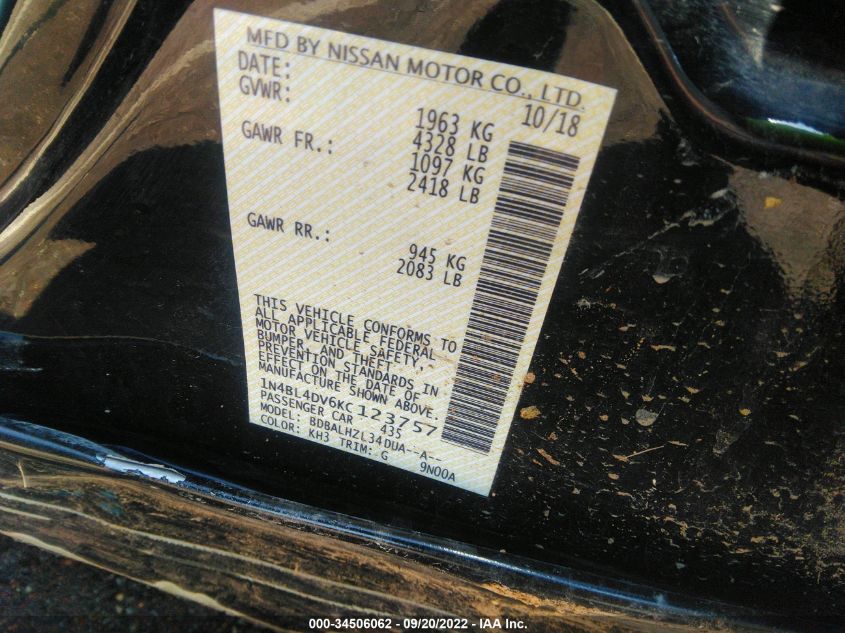 MFD BY NISSAN MOTOR CO., LTD.
DATE: 10/18
GVWR: 1963 KG
4328 LB
GAWR FR.: 1097 KG
2418 LB
GAWR RR.: 945 KG
2083 LB
THIS VEHICLE CONFORMS TO
ALL APPLICABLE FEDERAL
MOTOR VEHICLE SAFETY,
BUMPER, AND THEFT
PREVENTION STANDARDS IN
EFFECT ON THE DATE OF
MANUFACTURE SHOWN ABOVE.
1N4BL4DV6KC123757
PASSENGER CAR 435
MODEL: BDBALHZL34DUA--A--
COLOR: KH3 TRIM: G 9N00A
000-34506062 - 09/20/2022 - IAA Inc.